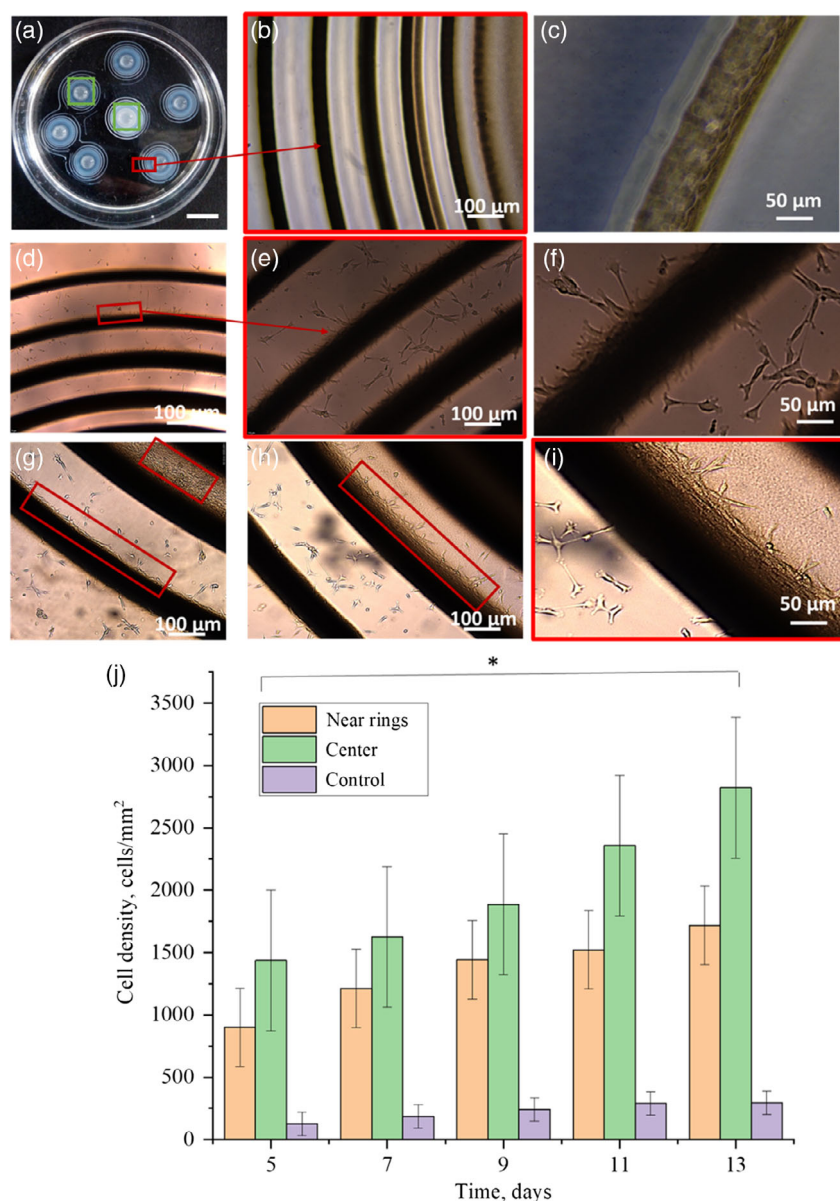 (a)
(b)
100 µm
(c)
50 µm
(d)
100 µm
(e)
100 µm
(f)
50 µm
(g)
100 µm
(h)
100 µm
(i)
50 µm
(j)
*
3500
3000
2500
2000
1500
1000
500
0
Cell density, cells/mm²
Near rings
Center
Control
5 7 9 11 13
Time, days